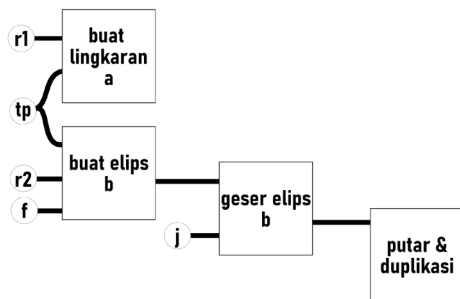 r1
buat
lingkaran
a
tp
buat elips
b
r2
f
geser elips
b
j
putar &
duplikasi